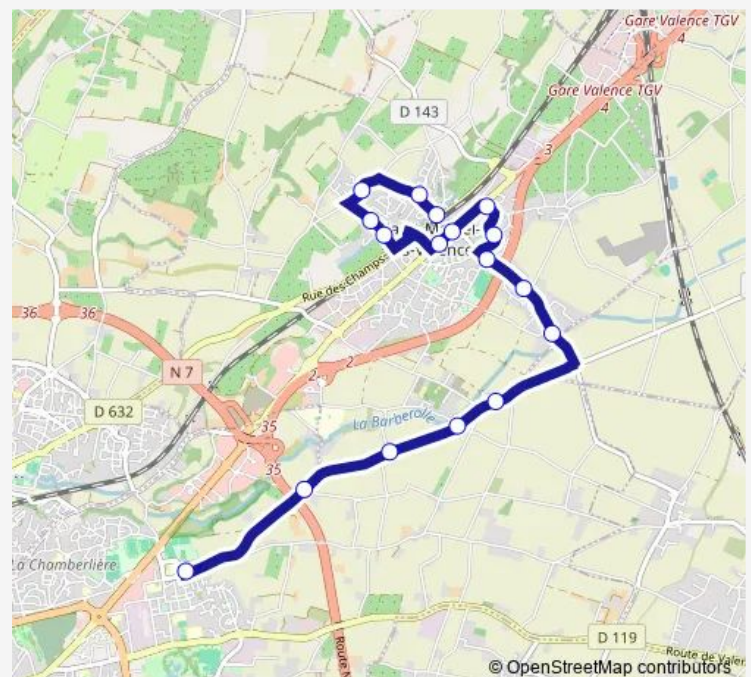 Gare Valence TGV
4
Gare Valence TGV
4
D 143
3
Rue des Champs
36
36
2
2
N 7
D 632
35
La Barberolle
35
La Chamberlière
D 119
Route de Valen
© OpenStreetMap contributors